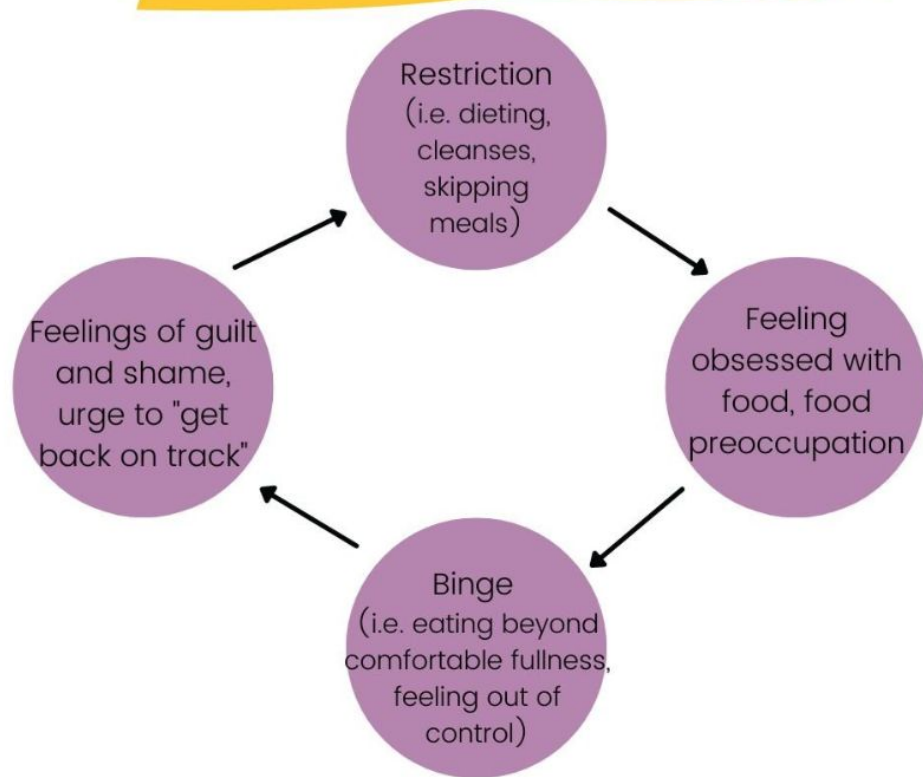 Restriction
(i.e. dieting,
cleanses,
skipping
meals)
Feeling
obsessed with
food, food
preoccupation
Binge
(i.e. eating beyond
comfortable fullness,
feeling out of
control)
Feelings of guilt
and shame,
urge to "get
back on track"